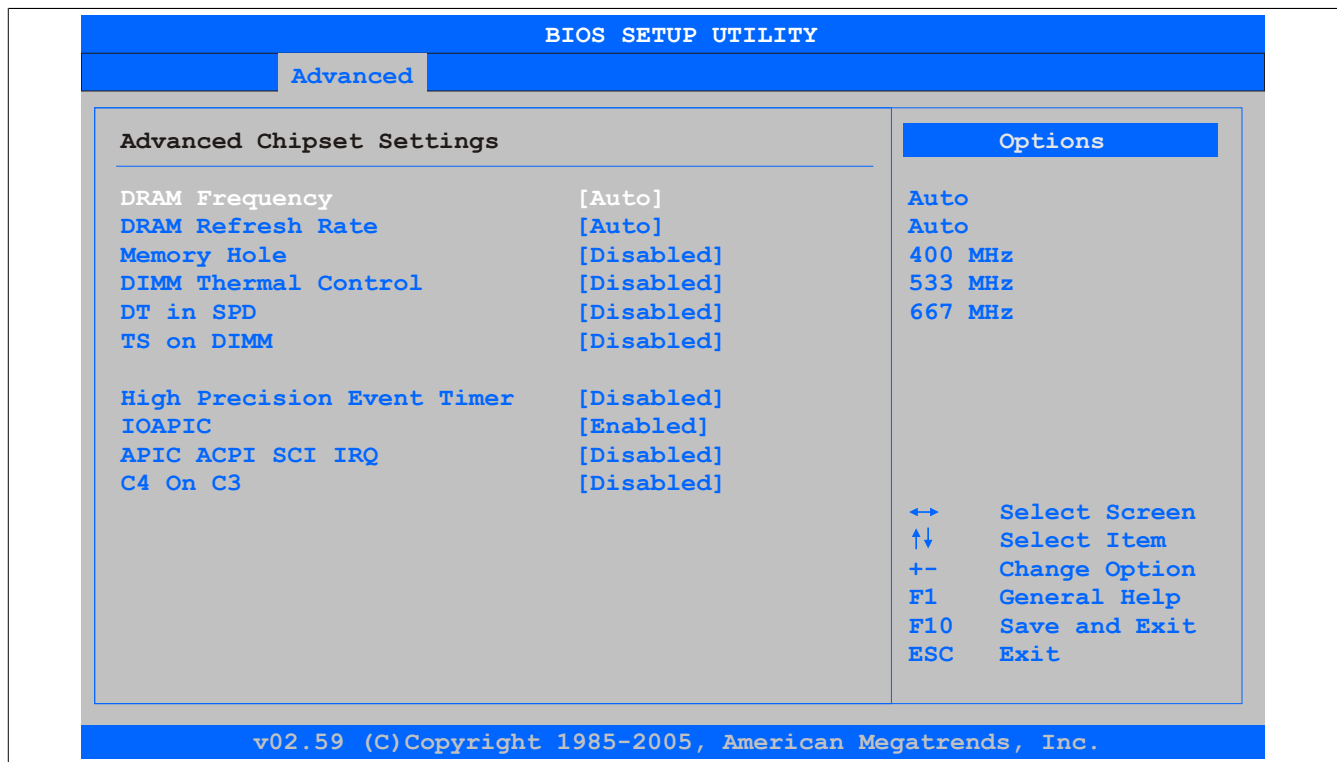 BIOS SETUP UTILITY
Advanced
Advanced Chipset Settings
DRAM Frequency [Auto]
DRAM Refresh Rate [Auto]
Memory Hole [Disabled]
DIMM Thermal Control [Disabled]
DT in SPD [Disabled]
TS on DIMM [Disabled]
High Precision Event Timer [Disabled]
IOAPIC [Enabled]
APIC ACPI SCI IRQ [Disabled]
C4 On C3 [Disabled]
Options
Auto
Auto
400 MHz
533 MHz
667 MHz
←→ Select Screen
↑↓ Select Item
+- Change Option
F1 General Help
F10 Save and Exit
ESC Exit
v02.59 (C)Copyright 1985-2005, American Megatrends, Inc.